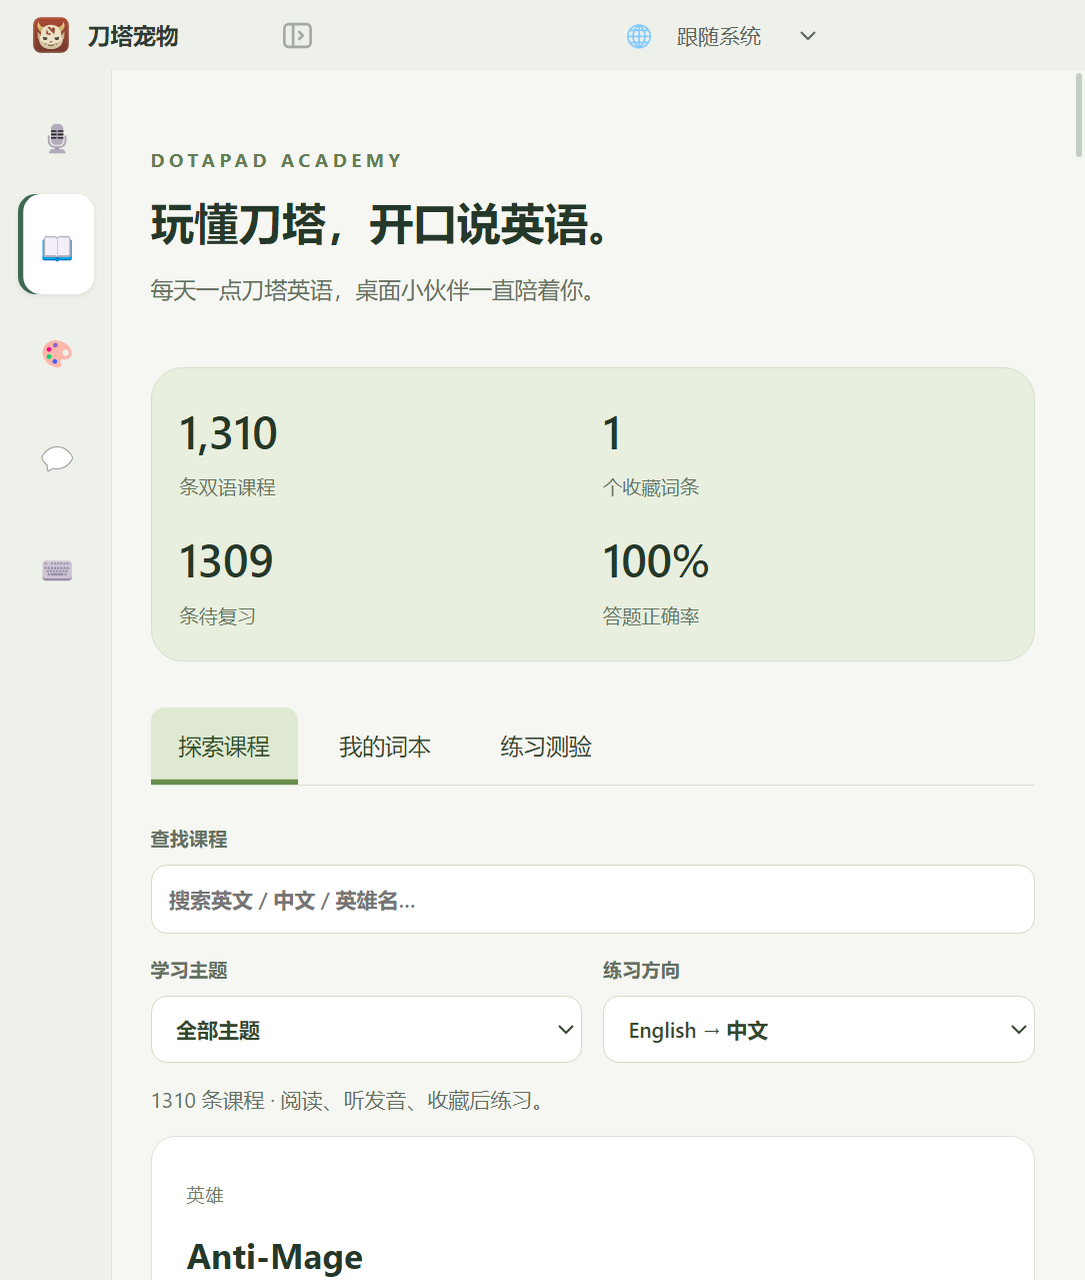 刀塔宠物
跟随系统
DOTAPAD ACADEMY
玩懂刀塔，开口说英语。
每天一点刀塔英语，桌面小伙伴一直陪着你。
1,310
条双语课程
1
个收藏词条
1309
条待复习
100%
答题正确率
探索课程
我的词本
练习测验
查找课程
搜索英文 / 中文 / 英雄名...
学习主题
练习方向
全部主题
English → 中文
1310 条课程 · 阅读、听发音、收藏后练习。
英雄
Anti-Mage